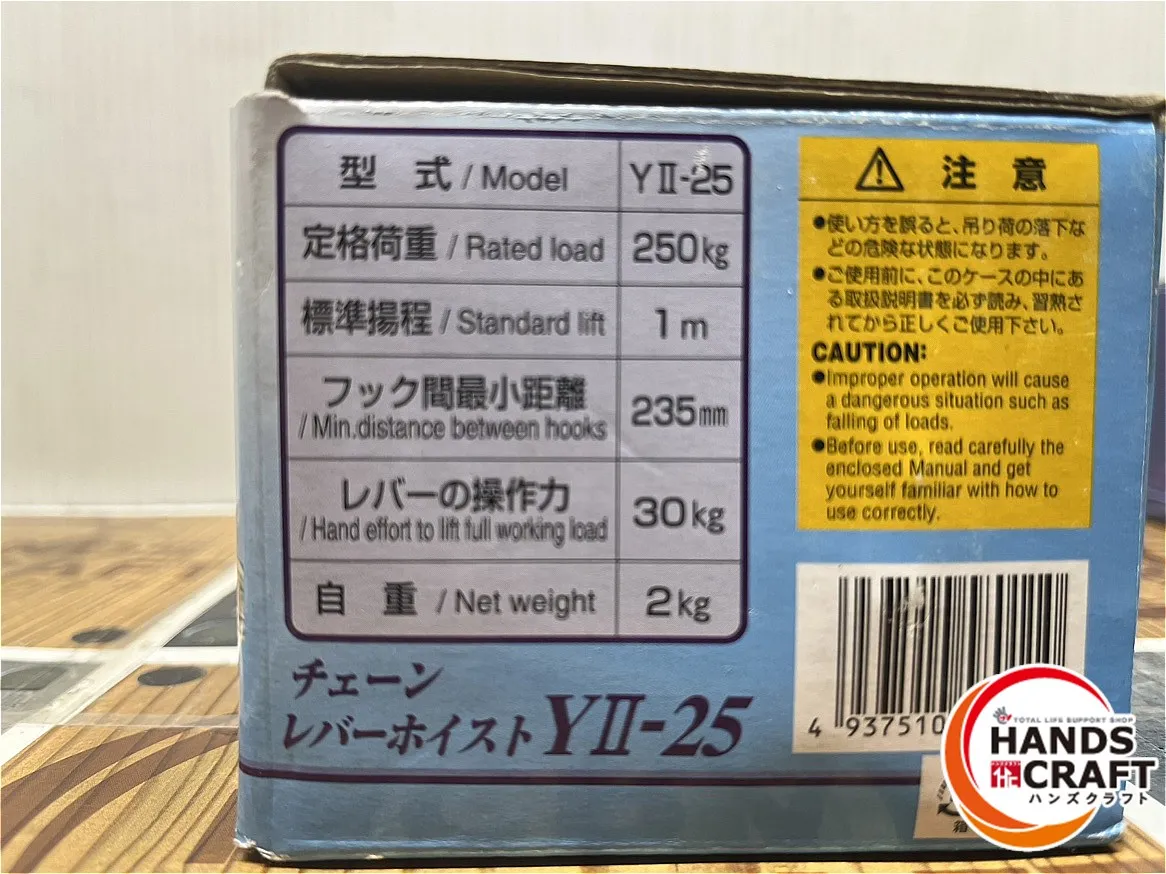 型 式 / Model YⅡ-25
定格荷重 / Rated load 250kg
標準揚程 / Standard lift 1m
フック間最小距離
/ Min.distance between hooks 235mm
レバーの操作力
/ Hand effort to lift full working load 30kg
自 重 / Net weight 2kg
チェーン
レバーホイスト YⅡ-25
⚠ 注 意
●使い方を誤ると、吊り荷の落下な
どの危険な状態になります。
●ご使用前に、このケースの中にあ
る取扱説明書を必ず読み、習熟さ
れてから正しくご使用下さい。
CAUTION:
●Improper operation will cause
a dangerous situation such as
falling of loads.
●Before use, read carefully the
enclosed Manual and get
yourself familiar with how to
use correctly.
4 937510
箱
TOTAL LIFE SUPPORT SHOP
HANDS
CRAFT
ハンズクラフト